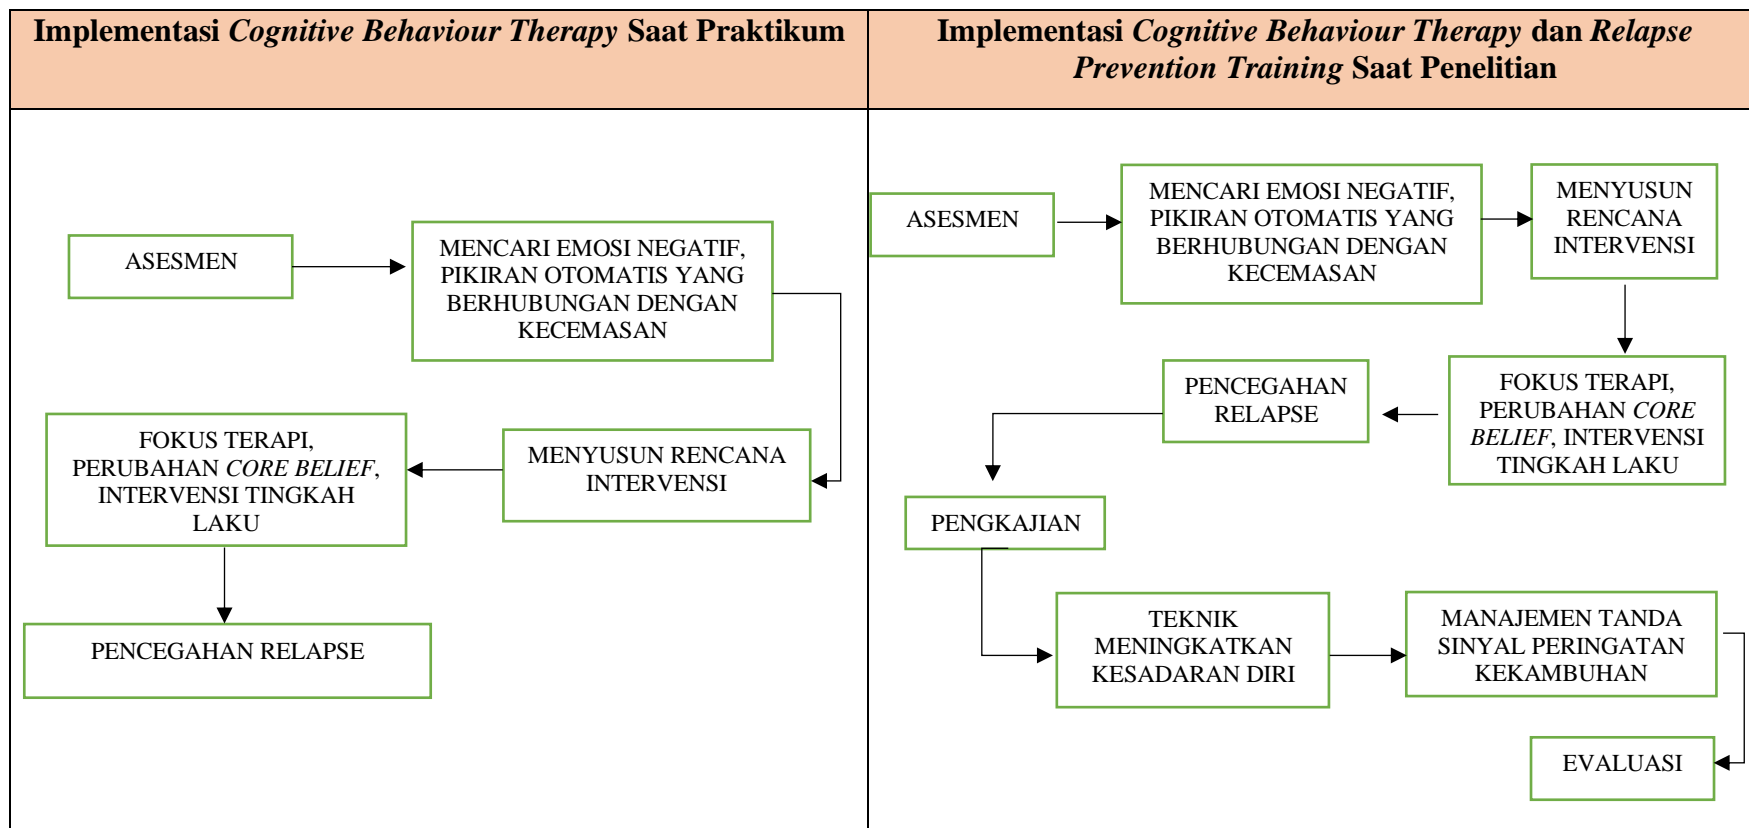 Implementasi Cognitive Behaviour Therapy Saat Praktikum
ASESMEN
MENCARI EMOSI NEGATIF,
PIKIRAN OTOMATIS YANG
BERHUBUNGAN DENGAN
KECEMASAN
MENYUSUN RENCANA
INTERVENSI
FOKUS TERAPI,
PERUBAHAN CORE BELIEF,
INTERVENSI TINGKAH
LAKU
PENCEGAHAN RELAPSE
Implementasi Cognitive Behaviour Therapy dan Relapse
Prevention Training Saat Penelitian
ASESMEN
MENCARI EMOSI NEGATIF,
PIKIRAN OTOMATIS YANG
BERHUBUNGAN DENGAN
KECEMASAN
MENYUSUN
RENCANA
INTERVENSI
FOKUS TERAPI,
PERUBAHAN CORE
BELIEF, INTERVENSI
TINGKAH LAKU
PENCEGAHAN
RELAPSE
PENGKAJIAN
TEKNIK
MENINGKATKAN
KESADARAN DIRI
MANAJEMEN TANDA
SINYAL PERINGATAN
KEKAMBUHAN
EVALUASI